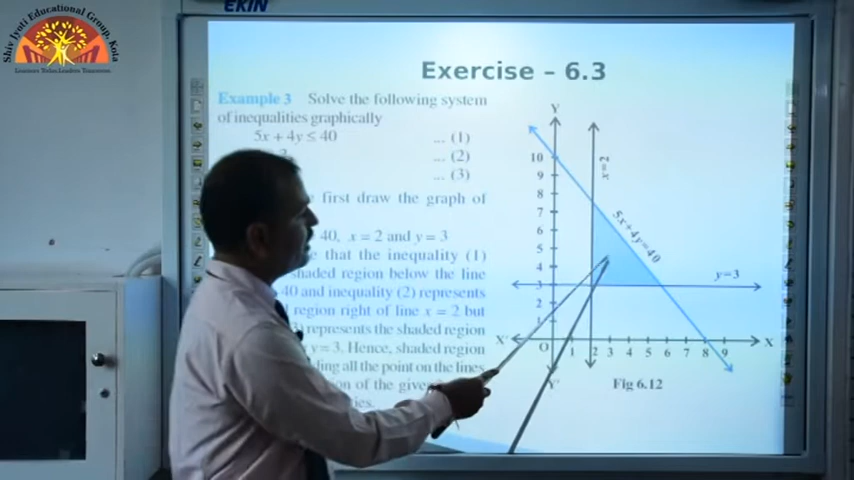 EKIN
Shiv Jyoti Educational Group, Kota
Learners Today, Leaders Tomorrow
Exercise – 6.3
Example 3 Solve the following system
of inequalities graphically
5x + 4y ≤ 40 ... (1)
... (2)
... (3)
first draw the graph of
40, x = 2 and y = 3
that the inequality (1)
shaded region below the line
40 and inequality (2) represents
region right of line x = 2 but
represents the shaded region
y = 3. Hence, shaded region
all the point on the lines
of the given
Y
10
9
8
7
6
5
4
3
2
1
x=2
5x+4y=40
y=3
X'
O
1 2 3 4 5 6 7 8 9
X
Y'
Fig 6.12